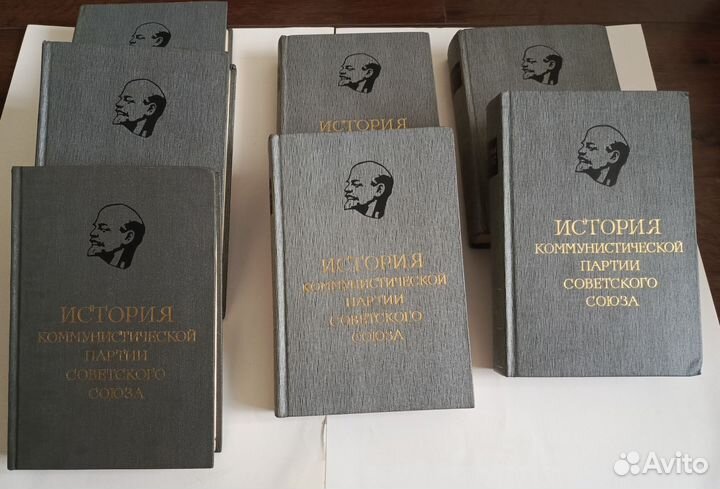 ИСТОРИЯ
ИСТОРИЯ
КОММУНИСТИЧЕСКОЙ
ПАРТИИ
СОВЕТСКОГО
СОЮЗА
ИСТОРИЯ
КОММУНИСТИЧЕСКОЙ
ПАРТИИ
СОВЕТСКОГО
СОЮЗА
ИСТОРИЯ
КОММУНИСТИЧЕСКОЙ
ПАРТИИ
СОВЕТСКОГО
СОЮЗА
Avito